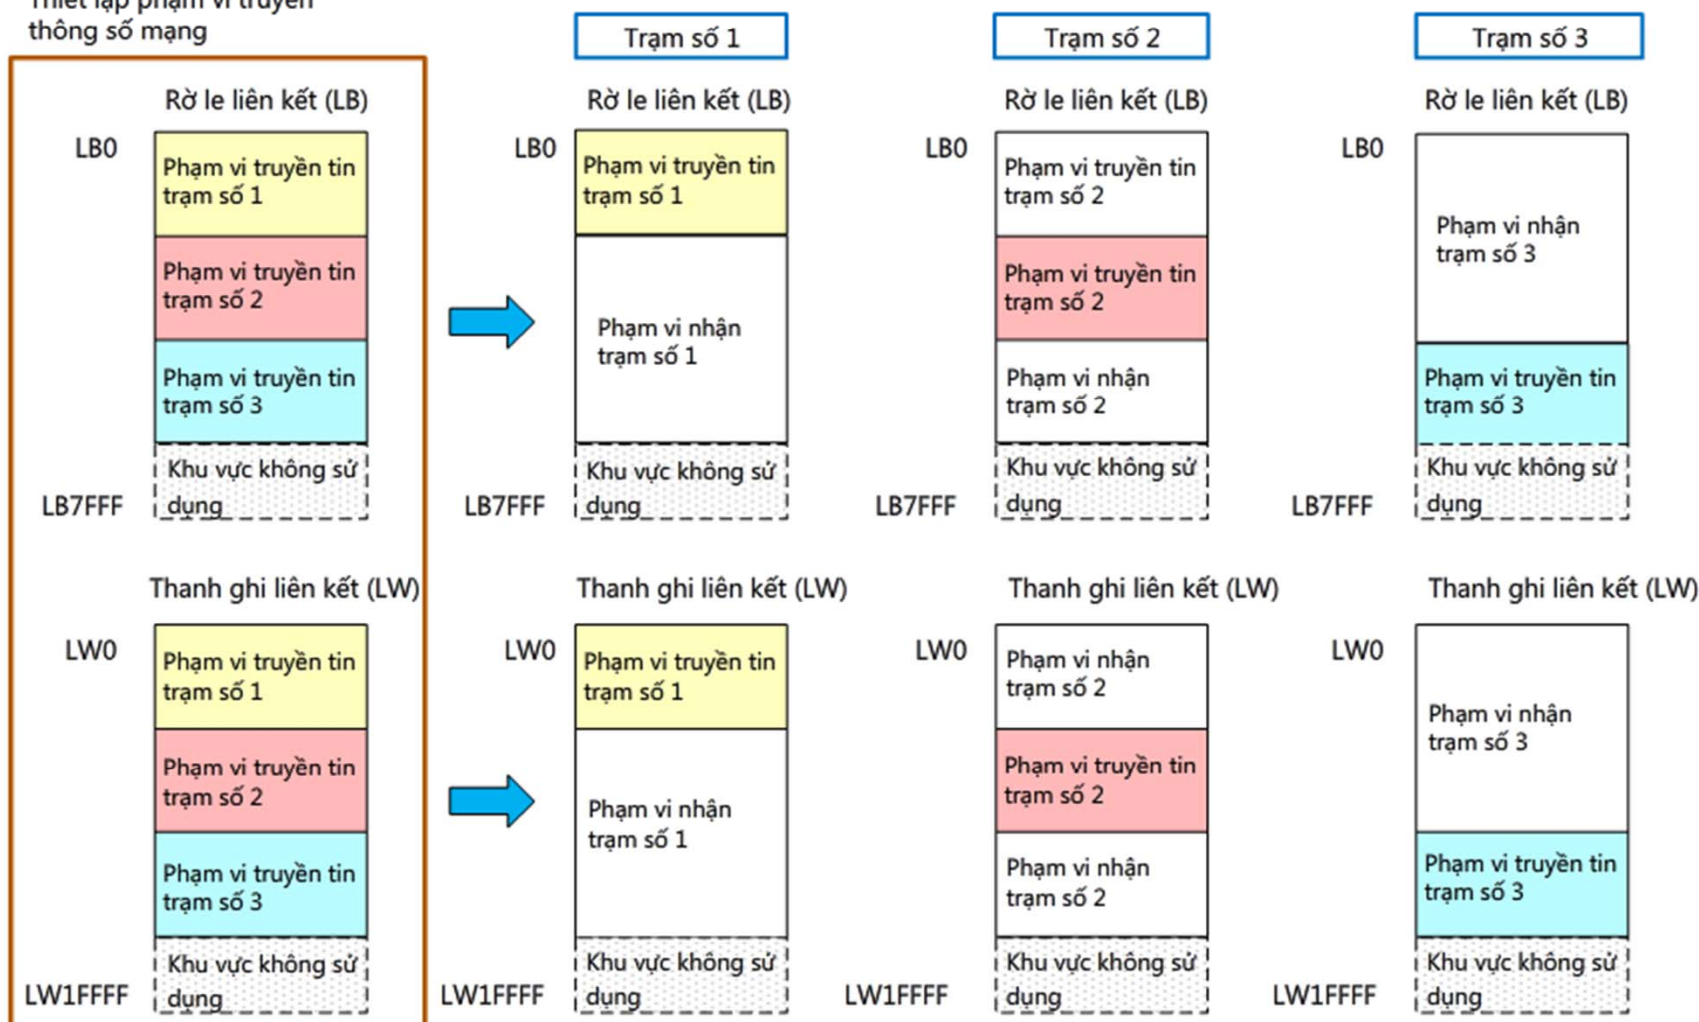 Thiết lập phạm vi truyền
thông số mạng
Trạm số 1
Trạm số 2
Trạm số 3
Rờ le liên kết (LB)
Rờ le liên kết (LB)
Rờ le liên kết (LB)
Rờ le liên kết (LB)
LB0
Phạm vi truyền tin
trạm số 1
Phạm vi truyền tin
trạm số 2
Phạm vi truyền tin
trạm số 3
Khu vực không sử
dụng
LB7FFF
LB0
Phạm vi truyền tin
trạm số 1
Phạm vi nhận
trạm số 1
Khu vực không sử
dụng
LB7FFF
LB0
Phạm vi truyền tin
trạm số 2
Phạm vi truyền tin
trạm số 2
Phạm vi nhận
trạm số 2
Khu vực không sử
dụng
LB7FFF
LB0
Phạm vi nhận
trạm số 3
Phạm vi truyền tin
trạm số 3
Khu vực không sử
dụng
LB7FFF
Thanh ghi liên kết (LW)
Thanh ghi liên kết (LW)
Thanh ghi liên kết (LW)
Thanh ghi liên kết (LW)
LW0
Phạm vi truyền tin
trạm số 1
Phạm vi truyền tin
trạm số 2
Phạm vi truyền tin
trạm số 3
Khu vực không sử
dụng
LW1FFFF
LW0
Phạm vi truyền tin
trạm số 1
Phạm vi nhận
trạm số 1
Khu vực không sử
dụng
LW1FFFF
LW0
Phạm vi nhận
trạm số 2
Phạm vi truyền tin
trạm số 2
Phạm vi nhận
trạm số 2
Khu vực không sử
dụng
LW1FFFF
LW0
Phạm vi nhận
trạm số 3
Phạm vi truyền tin
trạm số 3
Khu vực không sử
dụng
LW1FFFF